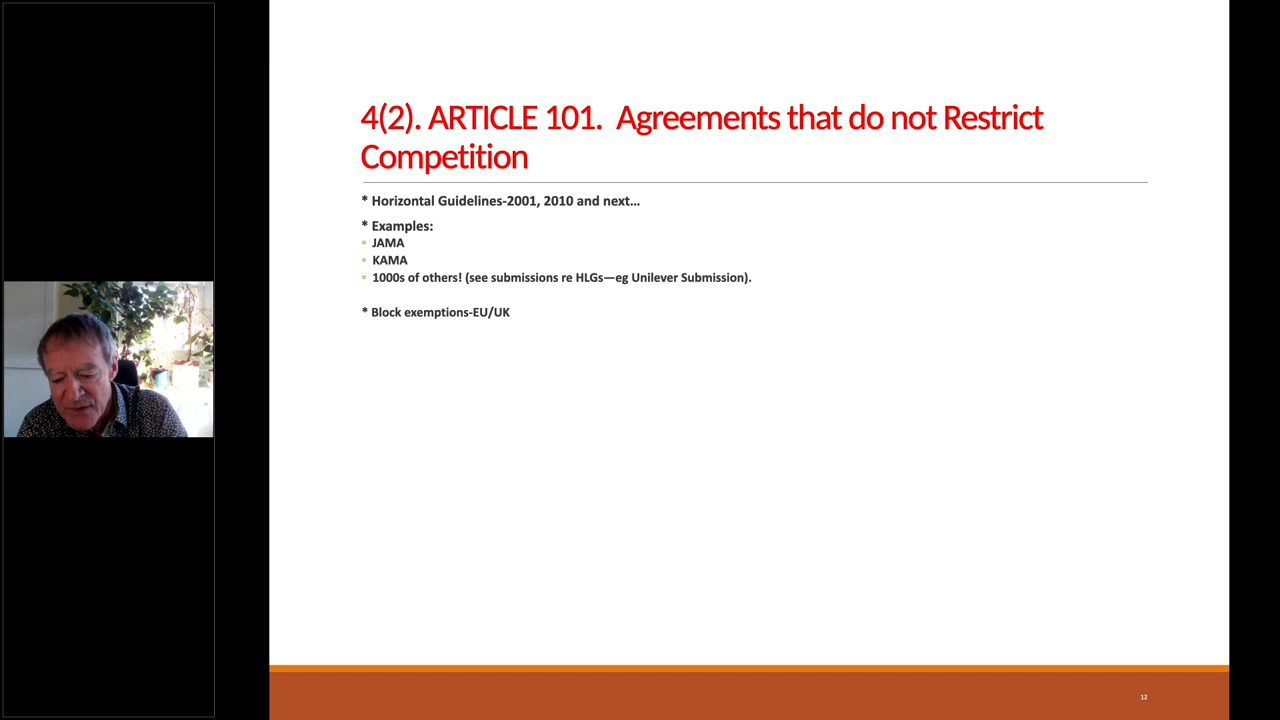 4(2). ARTICLE 101. Agreements that do not Restrict
Competition
* Horizontal Guidelines-2001, 2010 and next…
* Examples:
◦ JAMA
◦ KAMA
◦ 1000s of others! (see submissions re HLGs—eg Unilever Submission).
* Block exemptions-EU/UK
12